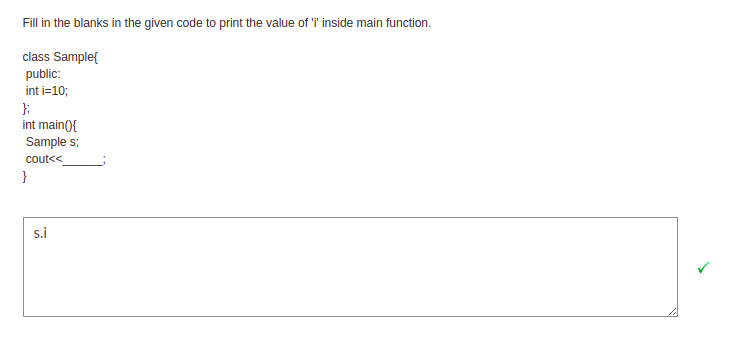 Fill in the blanks in the given code to print the value of 'i' inside main function.
class Sample{
public:
int i=10;
};
int main(){
Sample s;
cout<<______;
}
s.i